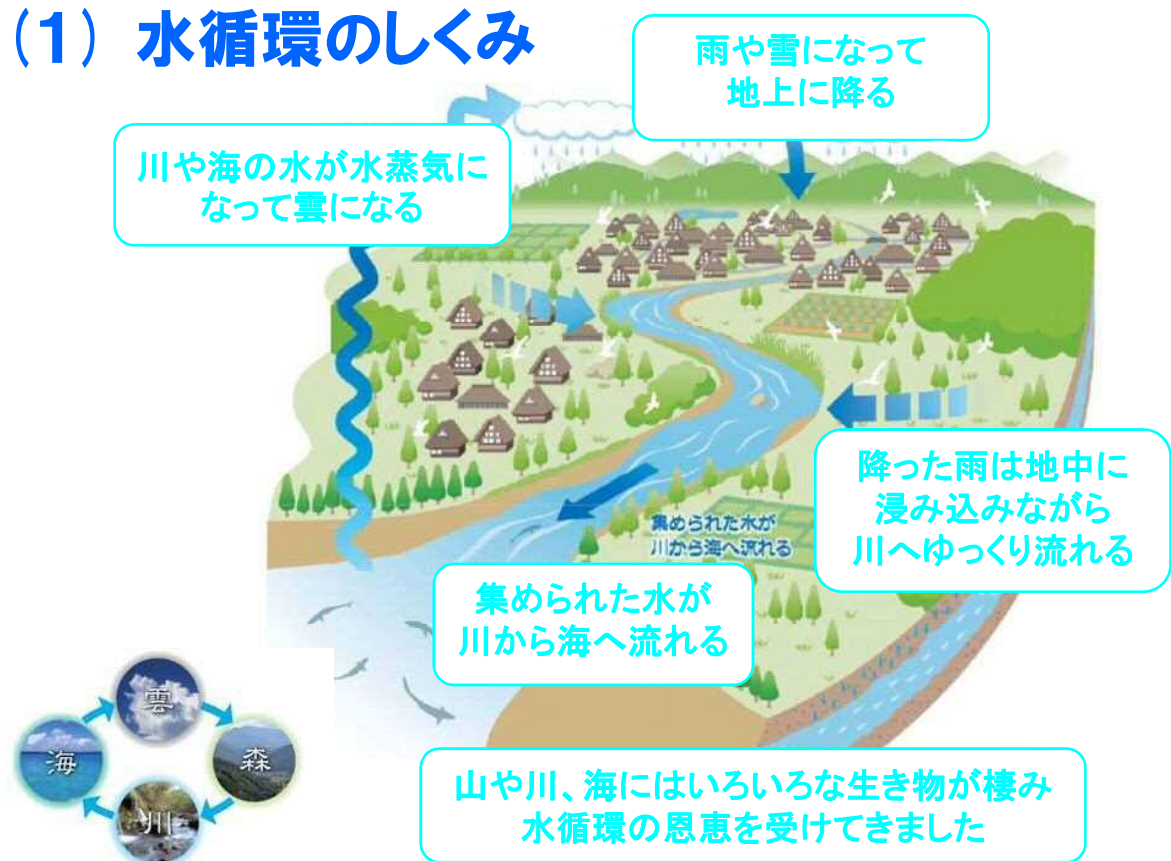 (1) 水循環のしくみ
雨や雪になって
地上に降る
川や海の水が水蒸気に
なって雲になる
降った雨は地中に
浸み込みながら
川へゆっくり流れる
集められた水が
川から海へ流れる
集められた水が
川から海へ流れる
雲
海
森
川
山や川、海にはいろいろな生き物が棲み
水循環の恩恵を受けてきました